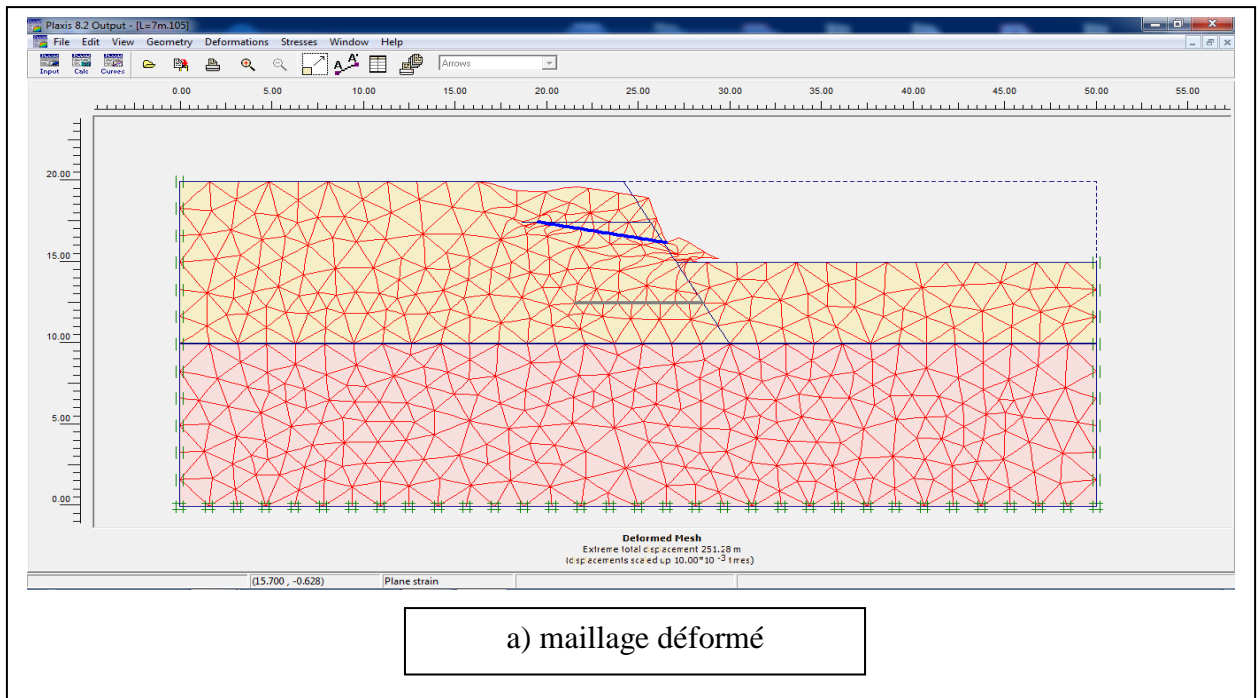 Plaxis 8.2 Output - [L=7m.105]
File Edit View Geometry Deformations Stresses Window Help
Input Calc Curves Arrows
0.00 5.00 10.00 15.00 20.00 25.00 30.00 35.00 40.00 45.00 50.00 55.00
20.00
15.00
10.00
5.00
0.00
Deformed Mesh
Extreme total displacement 251.28 m
(displacements scaled up 10.00*10 -3 times)
(15.700 , -0.628) Plane strain
a) maillage déformé